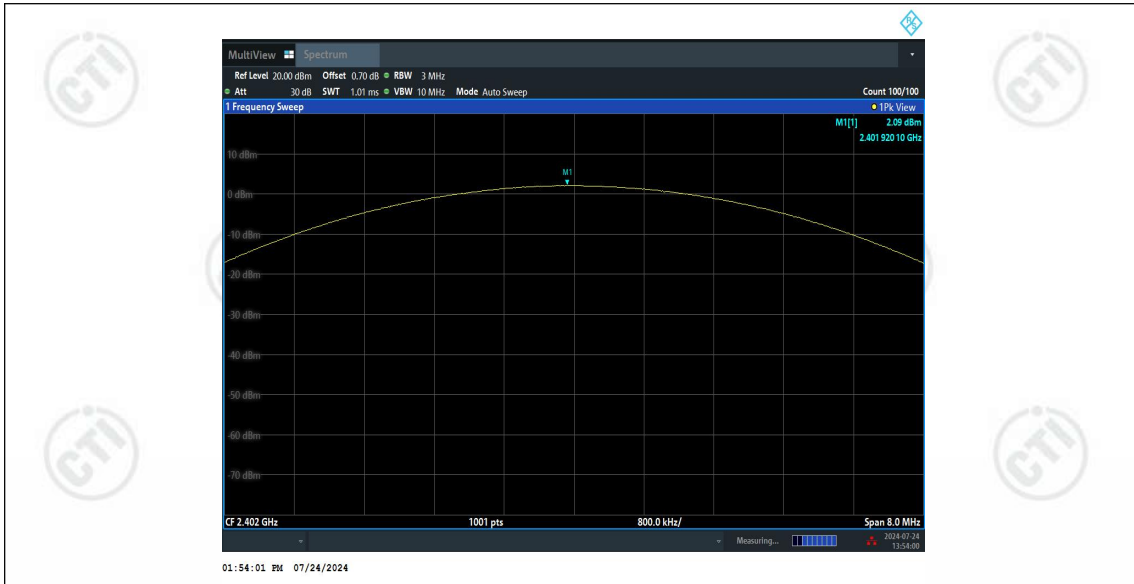 R&S
MultiView Spectrum
Ref Level 20.00 dBm Offset 0.70 dB RBW 3 MHz
Att 30 dB SWT 1.01 ms VBW 10 MHz Mode Auto Sweep Count 100/100
1 Frequency Sweep 1Pk View
M1[1] 2.09 dBm
2.401 920 10 GHz
10 dBm
M1
0 dBm
-10 dBm
-20 dBm
-30 dBm
-40 dBm
-50 dBm
-60 dBm
-70 dBm
CF 2.402 GHz 1001 pts 800.0 kHz/ Span 8.0 MHz
Measuring... 2024-07-24
13:54:00
01:54:01 PM 07/24/2024
CTI
CTI
CTI
CTI